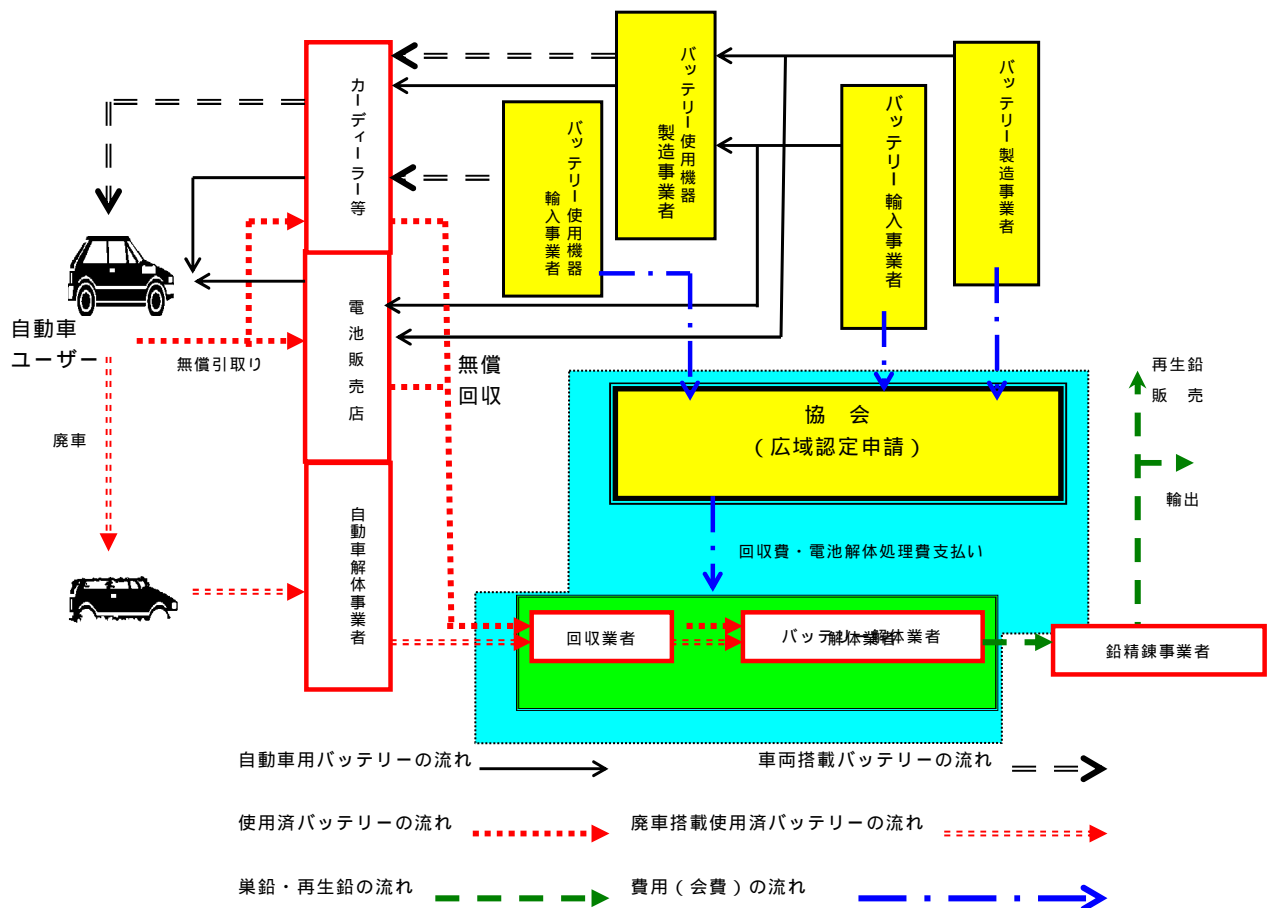 カーディーラー等
バッテリー使用機器
輸入事業者
バッテリー使用機器
製造事業者
バッテリー輸入事業者
バッテリー製造事業者
自動車
ユーザー
無償引取り
電池販売店
無償
回収
再生鉛
販　売
輸出
協　会
（広域認定申請）
廃車
自動車解体事業者
回収費・電池解体処理費支払い
回収業者
バッテリー解体業者
解体業者
鉛精錬事業者
自動車用バッテリーの流れ
車両搭載バッテリーの流れ
使用済バッテリーの流れ
廃車搭載使用済バッテリーの流れ
巣鉛・再生鉛の流れ
費用（会費）の流れ